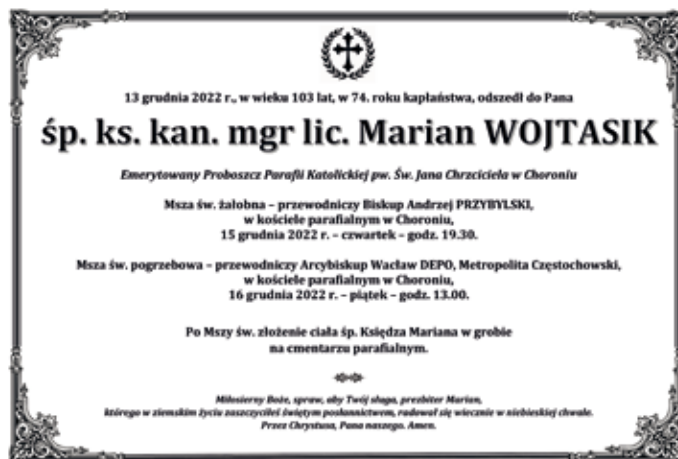 13 grudnia 2022 r., w wieku 103 lat, w 74. roku kapłaństwa, odszedł do Pana
śp. ks. kan. mgr lic. Marian WOJTASIK
Emerytowany Proboszcz Parafii Katolickiej pw. Św. Jana Chrzciciela w Choroniu
Msza św. żałobna – przewodniczy Biskup Andrzej PRZYBYLSKI,
w kościele parafialnym w Choroniu,
15 grudnia 2022 r. – czwartek – godz. 19.30.
Msza św. pogrzebowa – przewodniczy Arcybiskup Wacław DEPO, Metropolita Częstochowski,
w kościele parafialnym w Choroniu,
16 grudnia 2022 r. – piątek – godz. 13.00.
Po Mszy św. złożenie ciała śp. Księdza Mariana w grobie
na cmentarzu parafialnym.
Miłosierny Boże, spraw, aby Twój sługa, prezbiter Marian,
którego w ziemskim życiu zaszczyciłeś świętym posłannictwem, radował się wiecznie w niebieskiej chwale.
Przez Chrystusa, Pana naszego. Amen.